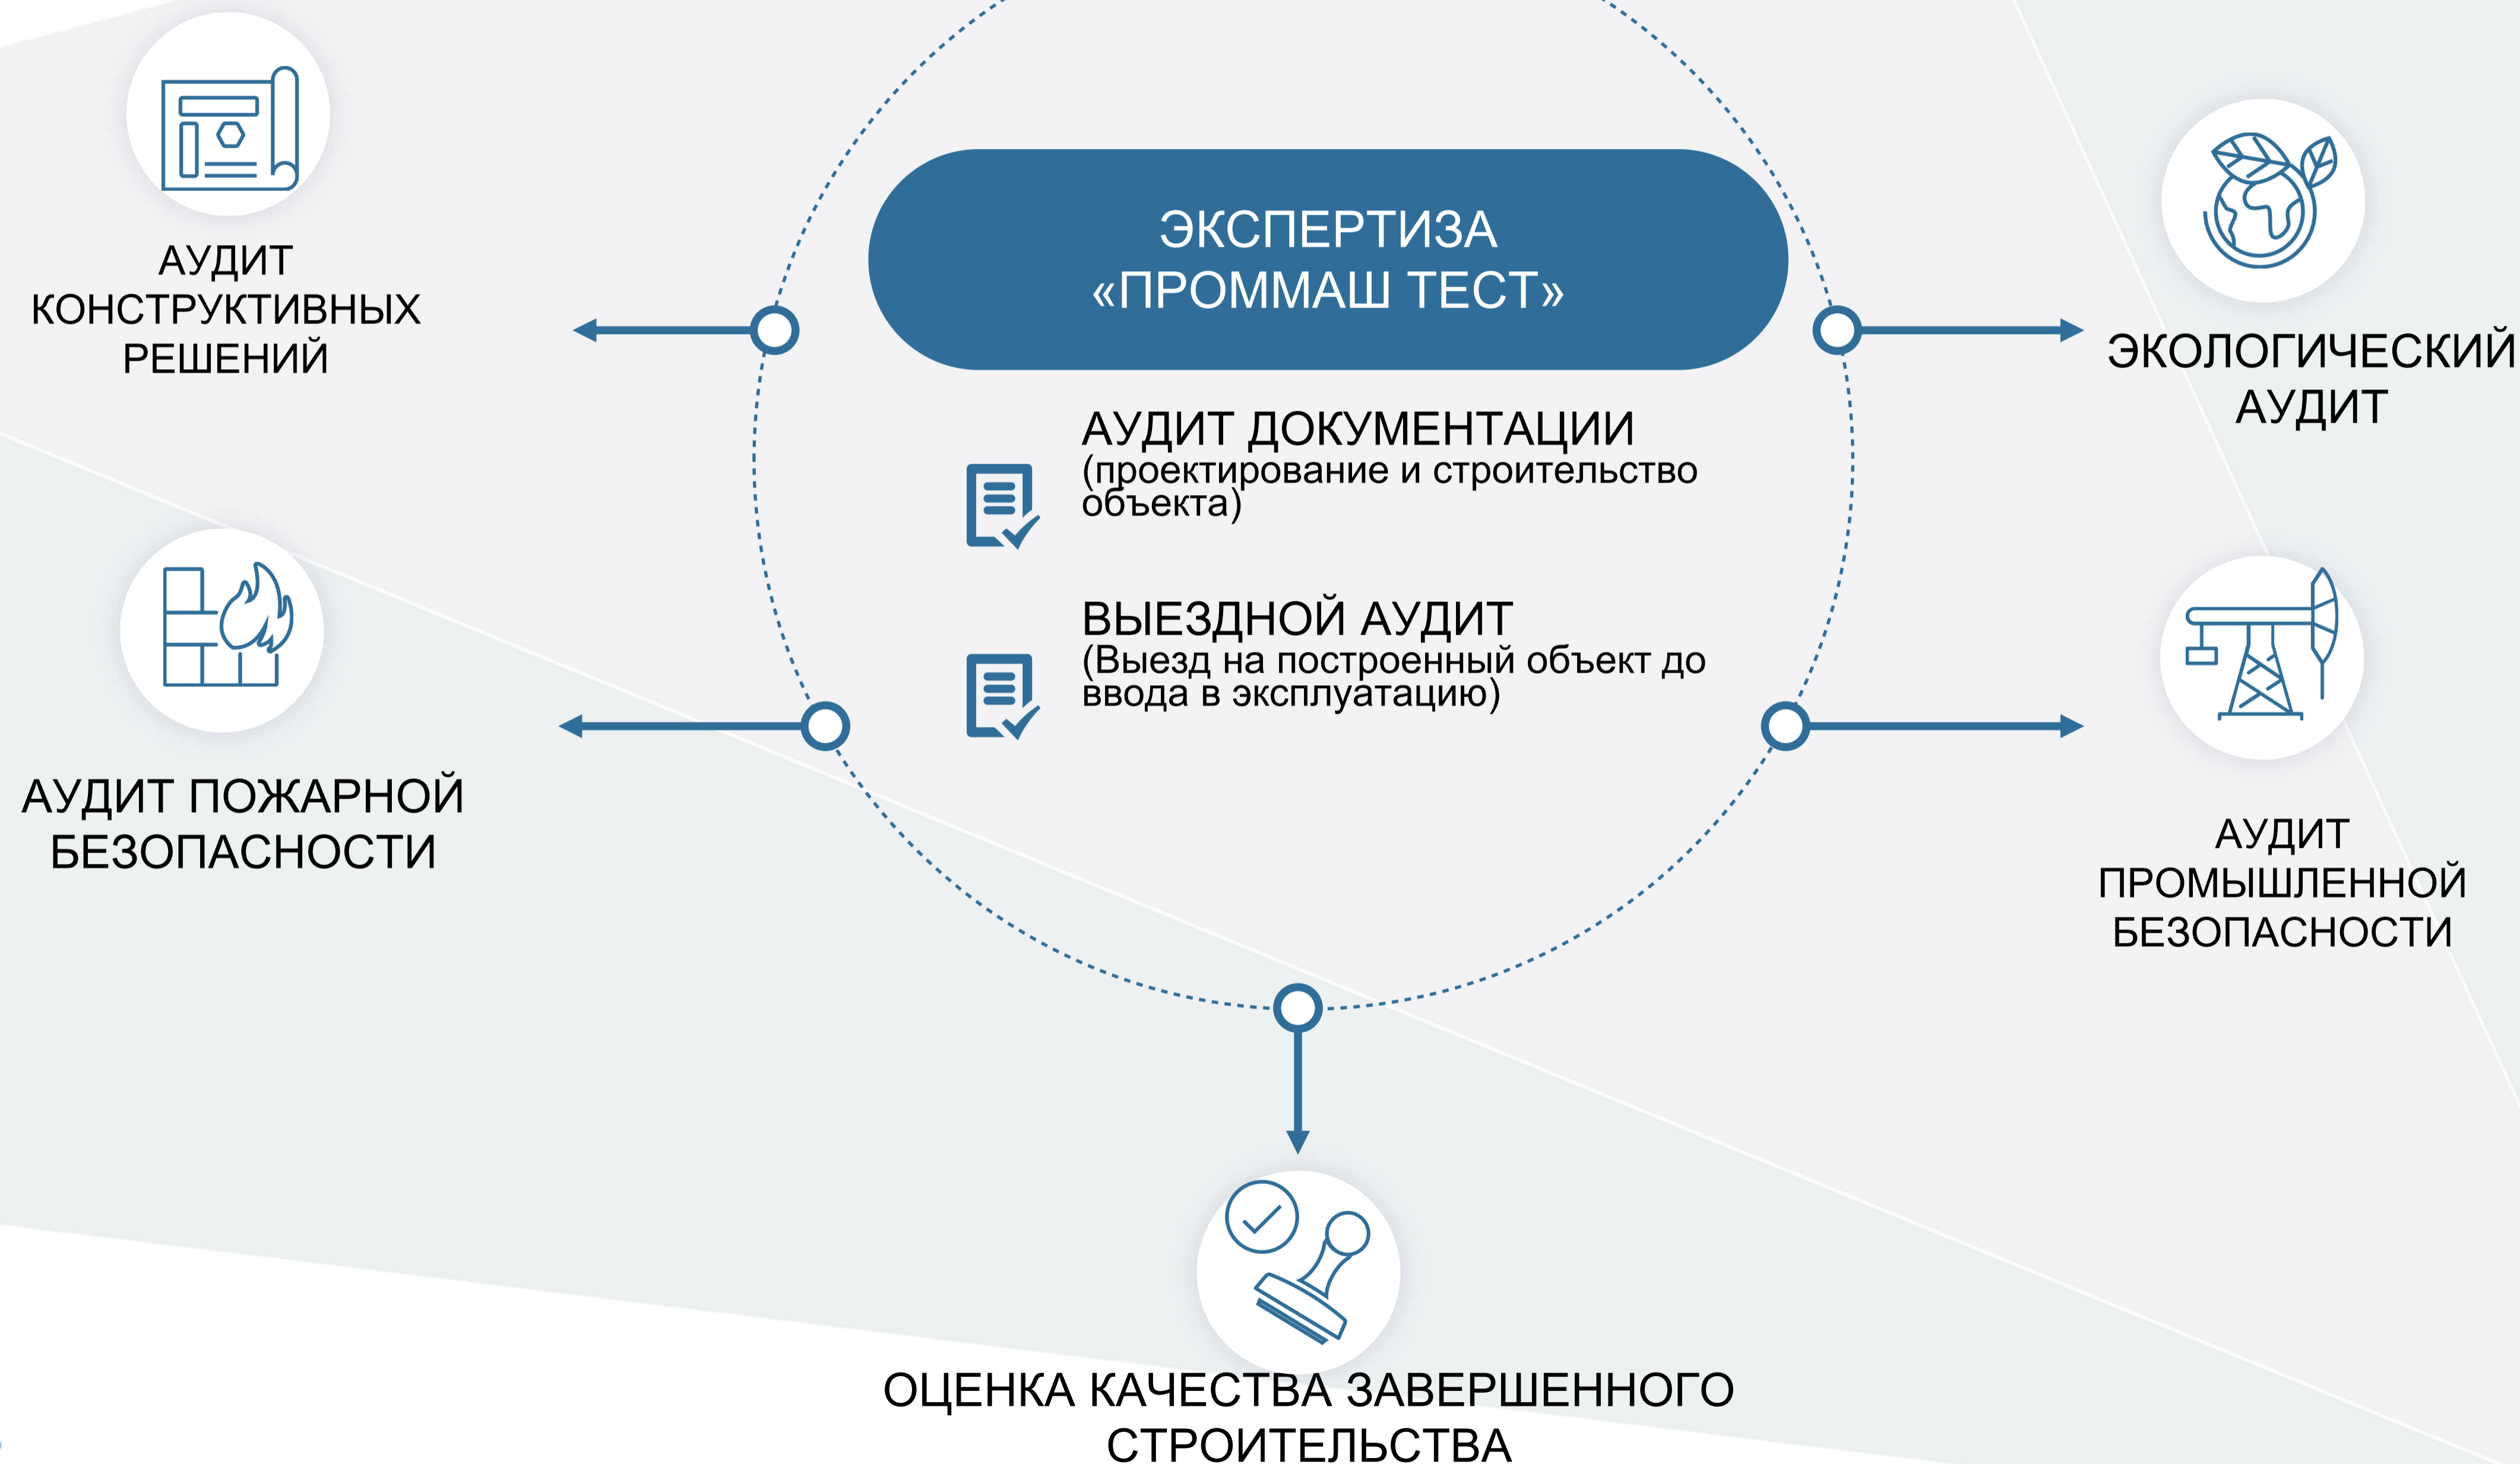 АУДИТ
КОНСТРУКТИВНЫХ
РЕШЕНИЙ
АУДИТ ПОЖАРНОЙ
БЕЗОПАСНОСТИ
ЭКСПЕРТИЗА
«ПРОММАШ ТЕСТ»
АУДИТ ДОКУМЕНТАЦИИ
(проектирование и строительство
объекта)
ВЫЕЗДНОЙ АУДИТ
(Выезд на построенный объект до
ввода в эксплуатацию)
ЭКОЛОГИЧЕСКИЙ
АУДИТ
АУДИТ
ПРОМЫШЛЕННОЙ
БЕЗОПАСНОСТИ
ОЦЕНКА КАЧЕСТВА ЗАВЕРШЕННОГО
СТРОИТЕЛЬСТВА